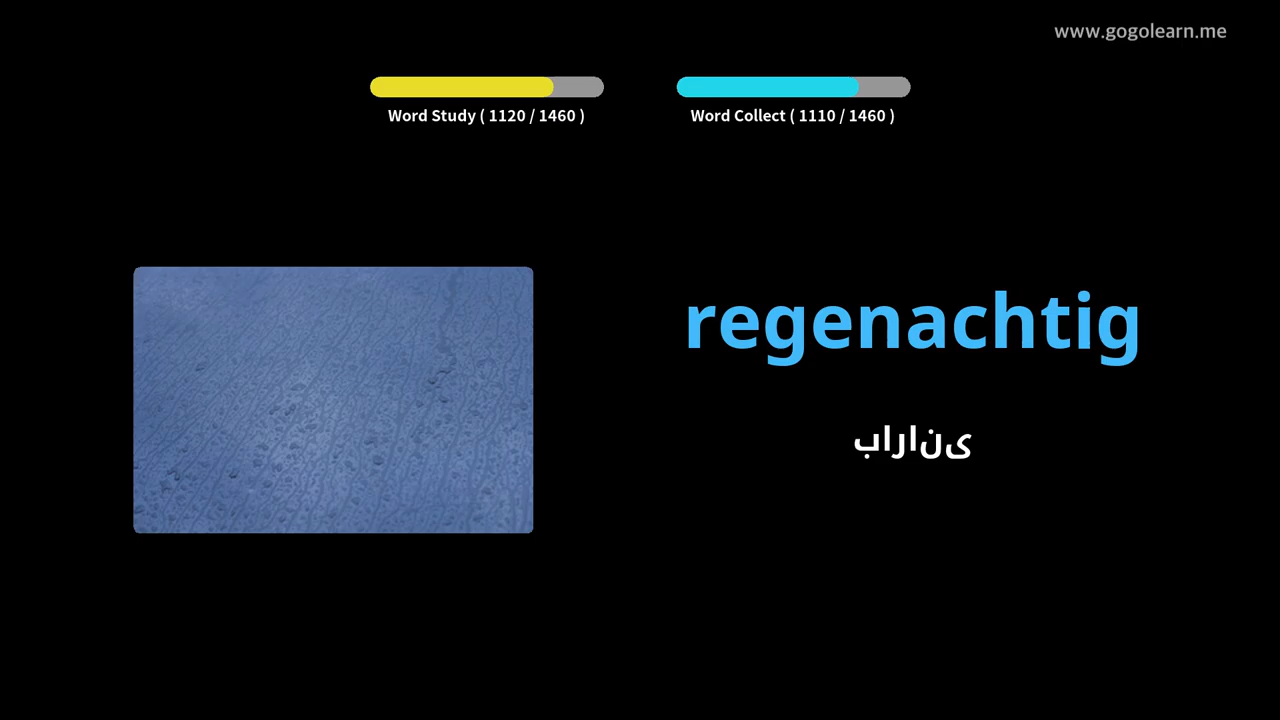 www.gogolearn.me
Word Study ( 1120 / 1460 )
Word Collect ( 1110 / 1460 )
regenachtig
بارانی